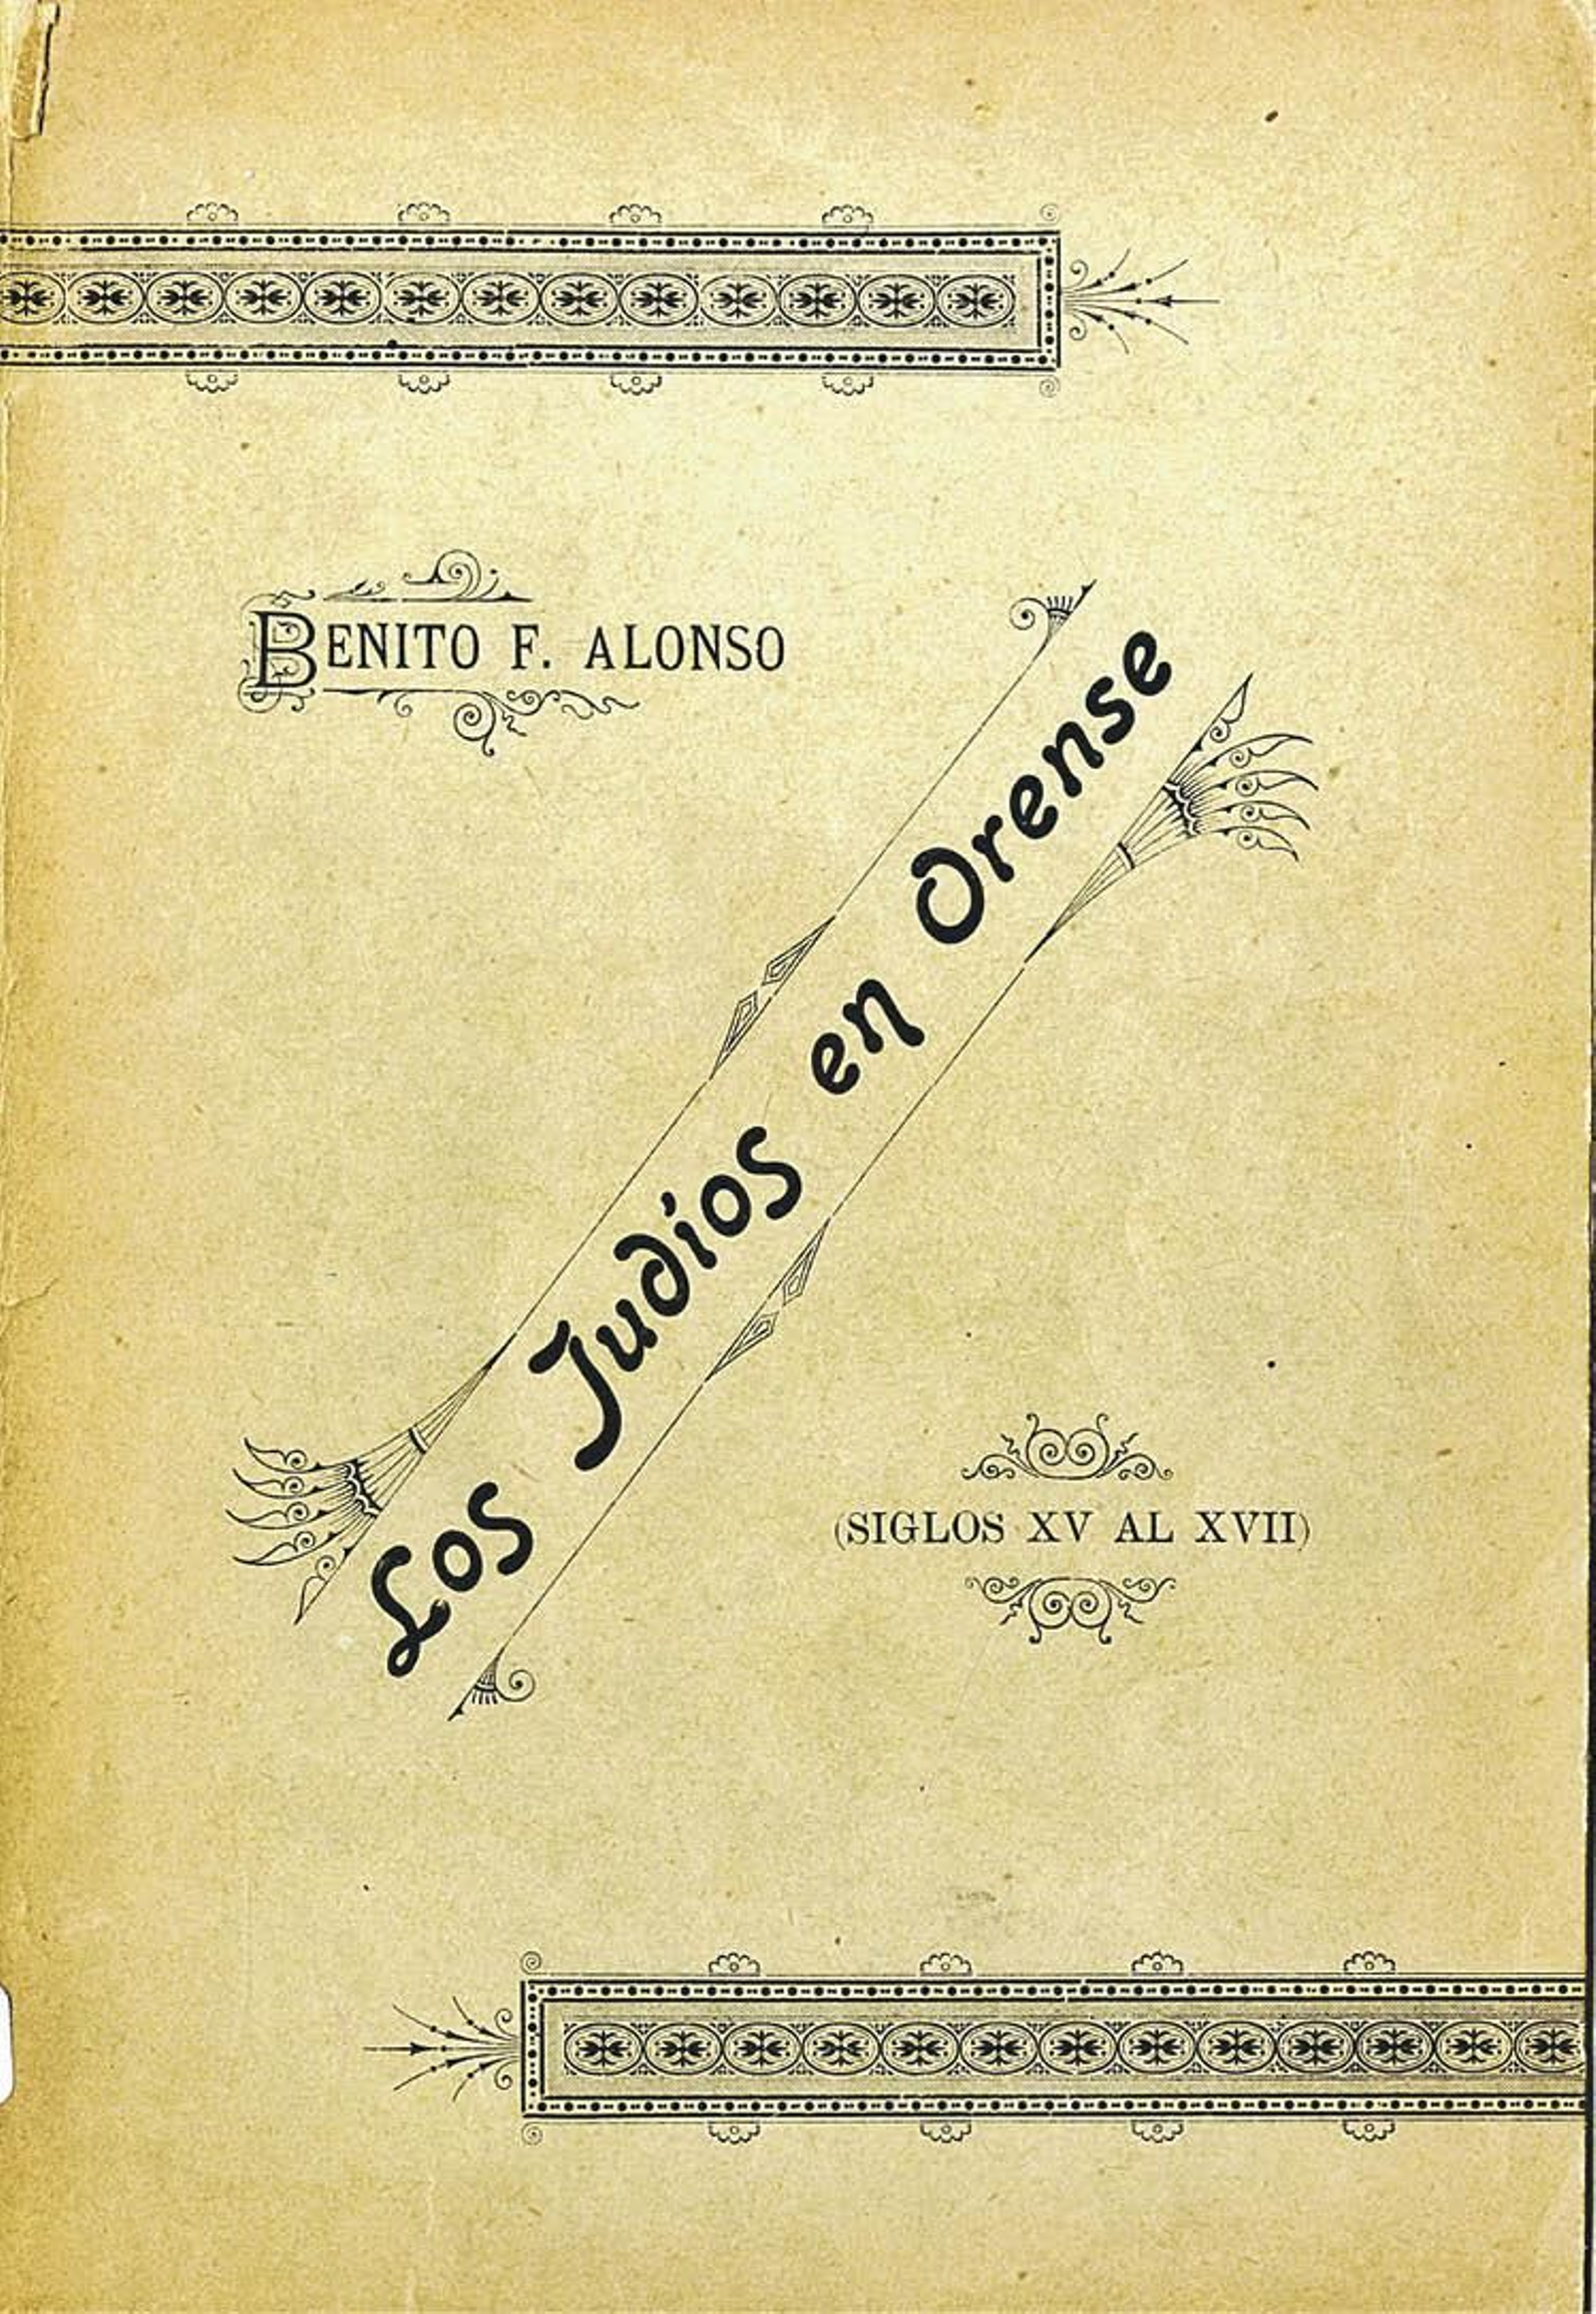 BENITO F. ALONSO
Los Judíos en Orense
(SIGLOS XV AL XVII)